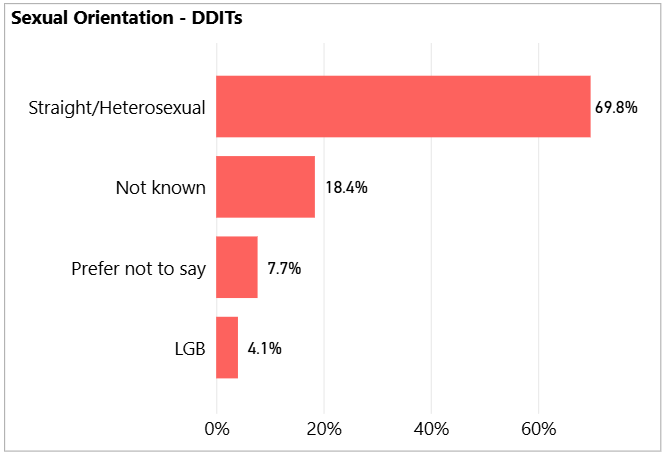 Sexual Orientation - DDITs
Straight/Heterosexual 69.8%
Not known 18.4%
Prefer not to say 7.7%
LGB 4.1%
0% 20% 40% 60%